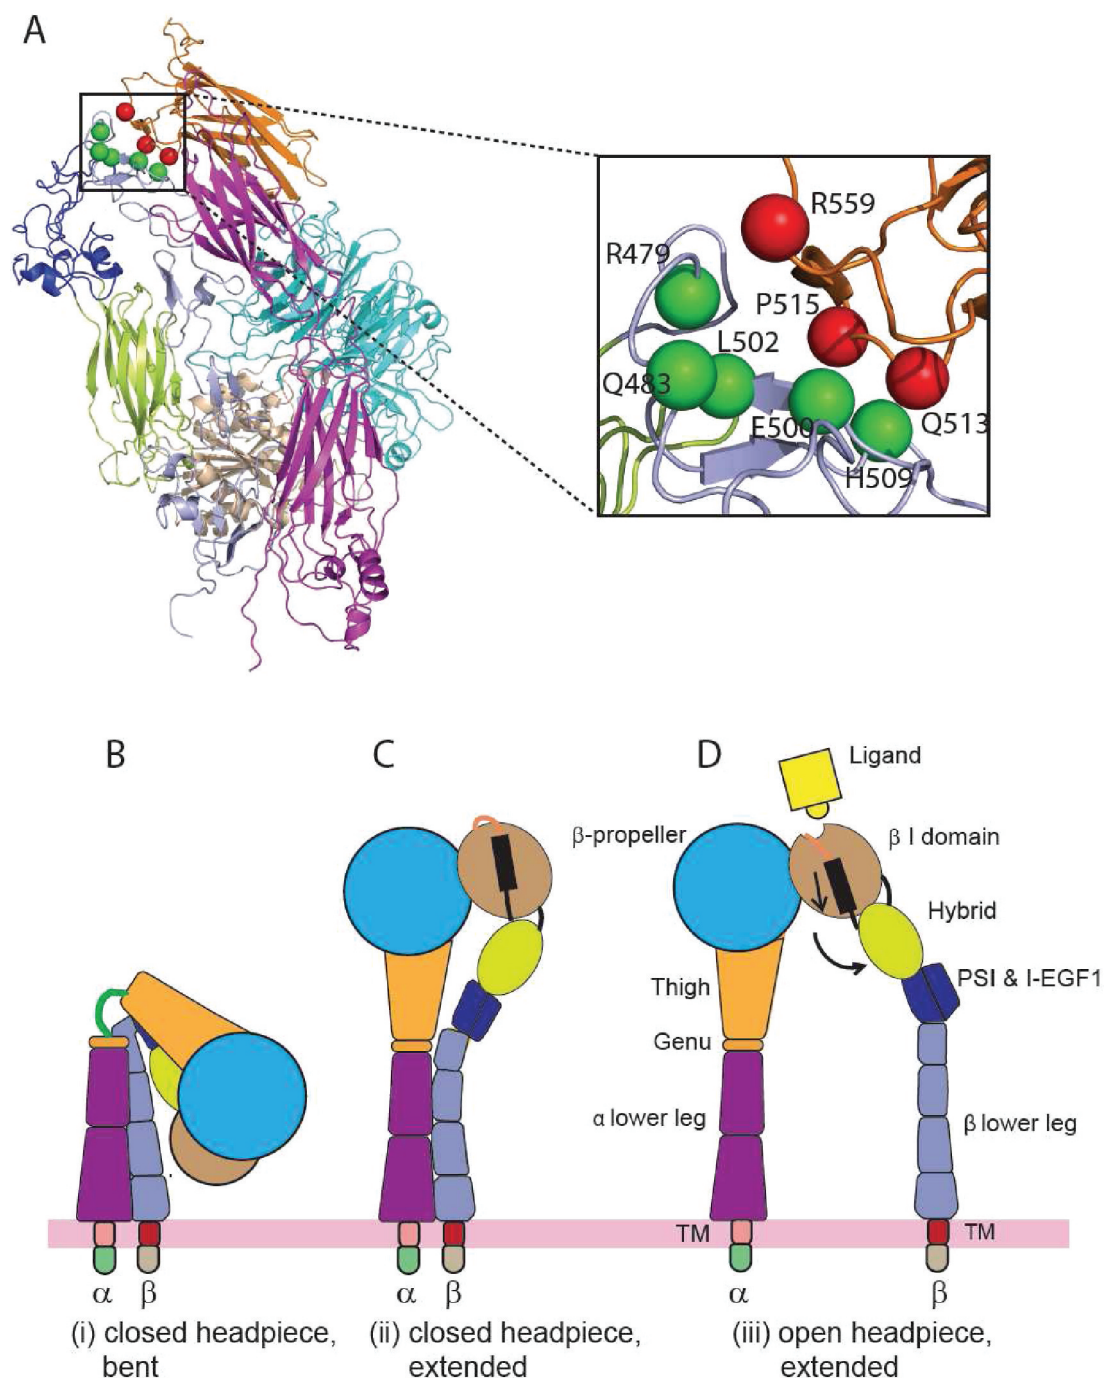 A
R559
R479
P515
L502
Q483
E500
Q513
H509
B
C
D
Ligand
β-propeller
β I domain
Hybrid
PSI & I-EGF1
Thigh
Genu
α lower leg
β lower leg
TM
TM
α
β
α
β
α
β
(i) closed headpiece,
bent
(ii) closed headpiece,
extended
(iii) open headpiece,
extended